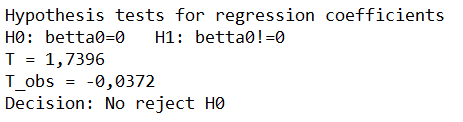 Hypothesis tests for regression coefficients
H0: betta0=0   H1: betta0!=0
T = 1,7396
T_obs = -0,0372
Decision: No reject H0